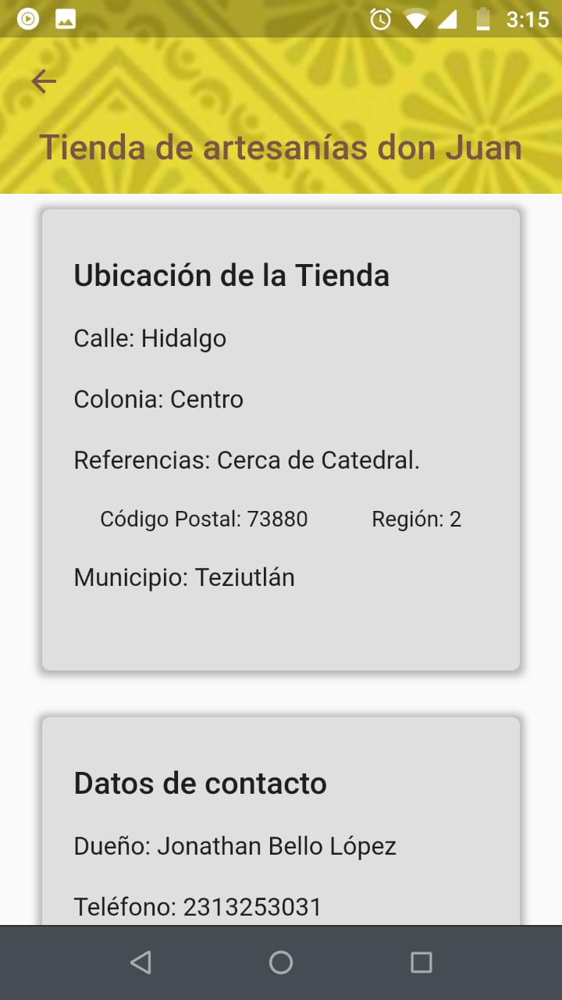 3:15
Tienda de artesanías don Juan
Ubicación de la Tienda
Calle: Hidalgo
Colonia: Centro
Referencias: Cerca de Catedral.
Código Postal: 73880 Región: 2
Municipio: Teziutlán
Datos de contacto
Dueño: Jonathan Bello López
Teléfono: 2313253031